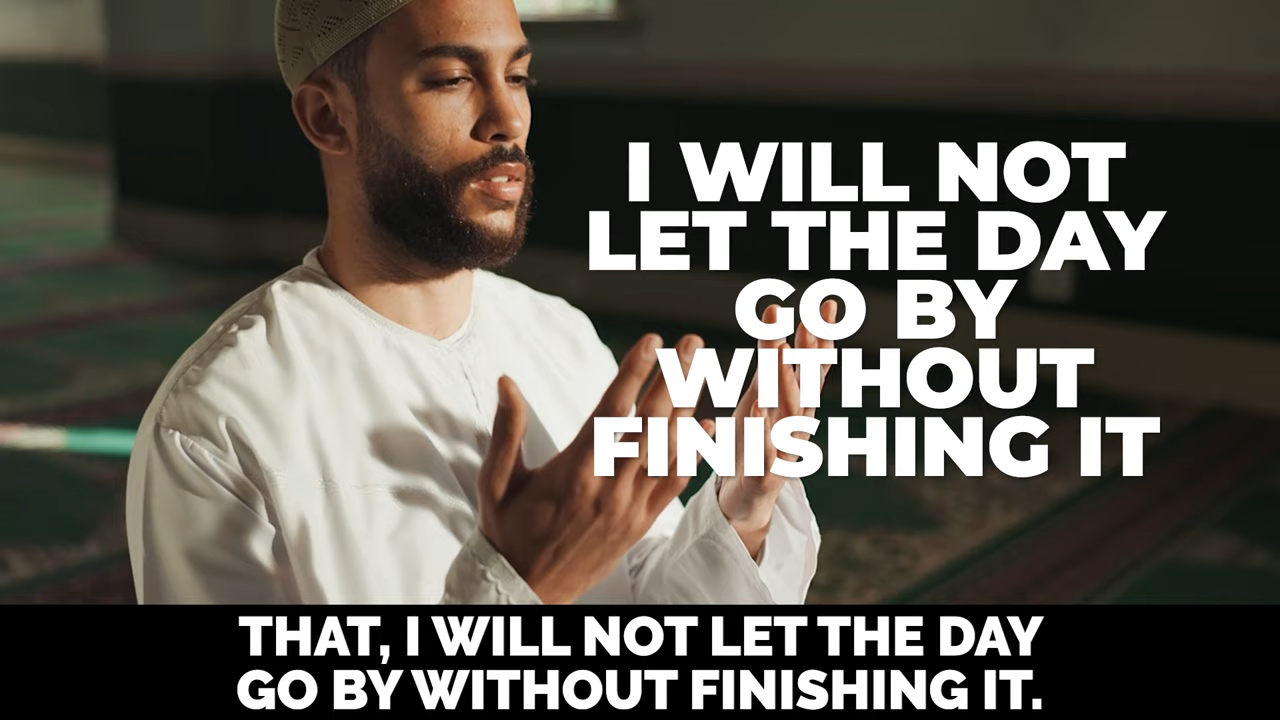 I WILL NOT
LET THE DAY
GO BY
WITHOUT
FINISHING IT
THAT, I WILL NOT LET THE DAY
GO BY WITHOUT FINISHING IT.